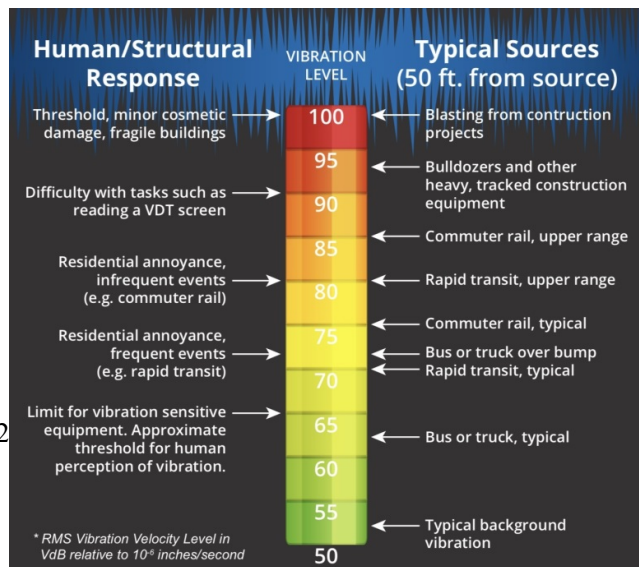 Human/Structural
Response
Threshold, minor cosmetic
damage, fragile buildings
Difficulty with tasks such as
reading a VDT screen
Residential annoyance,
infrequent events
(e.g. commuter rail)
Residential annoyance,
frequent events
(e.g. rapid transit)
Limit for vibration sensitive
equipment. Approximate
threshold for human
perception of vibration.
2
* RMS Vibration Velocity Level in
VdB relative to 10⁻⁶ inches/second
VIBRATION
LEVEL
100
95
90
85
80
75
70
65
60
55
50
Typical Sources
(50 ft. from source)
Blasting from contruction
projects
Bulldozers and other
heavy, tracked construction
equipment
Commuter rail, upper range
Rapid transit, upper range
Commuter rail, typical
Bus or truck over bump
Rapid transit, typical
Bus or truck, typical
Typical background
vibration